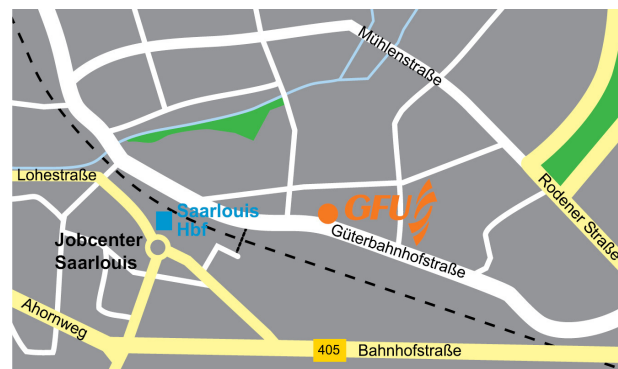 Mühlenstraße
Lohestraße
Saarlouis
Hbf
GFU
Rodener Straße
Jobcenter
Saarlouis
Güterbahnhofstraße
Ahornweg
405
Bahnhofstraße